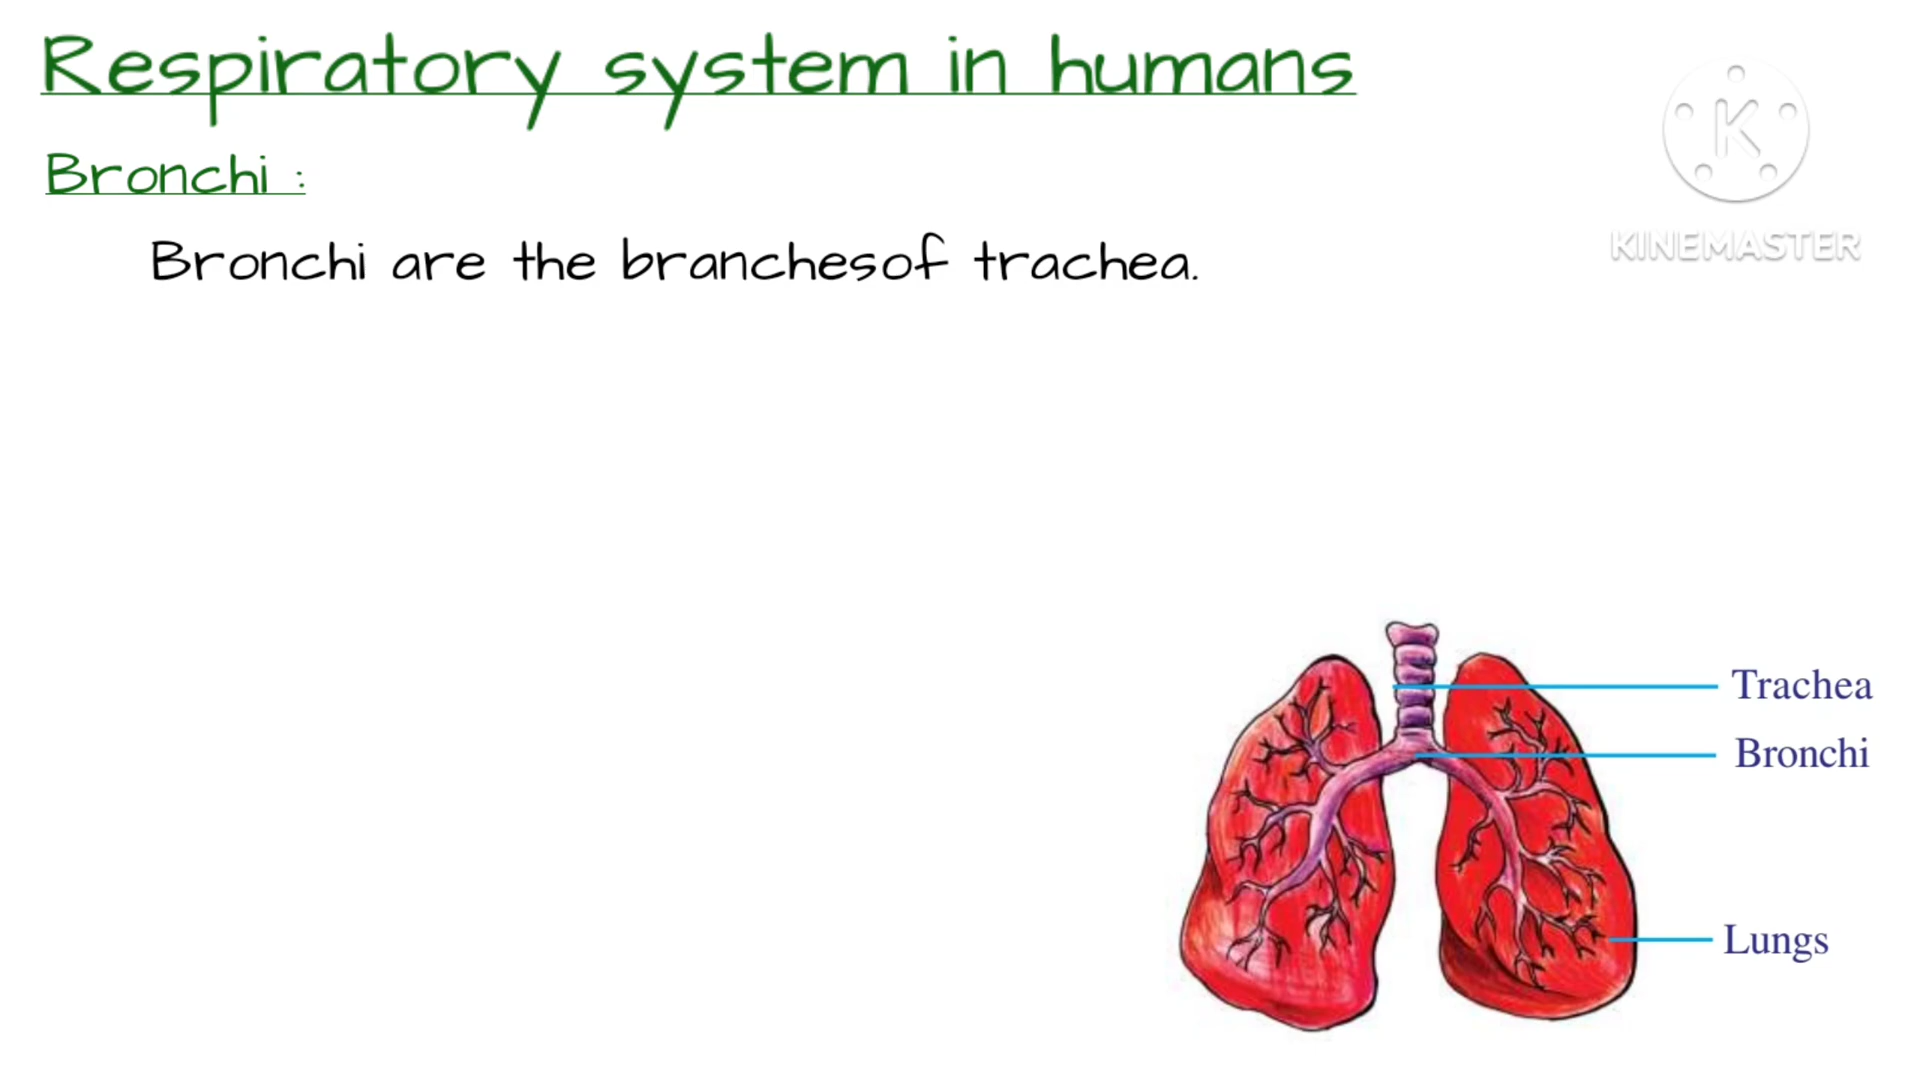 Respiratory system in humans
K
KINEMASTER
Bronchi :
Bronchi are the branchesof trachea.
Trachea
Bronchi
Lungs